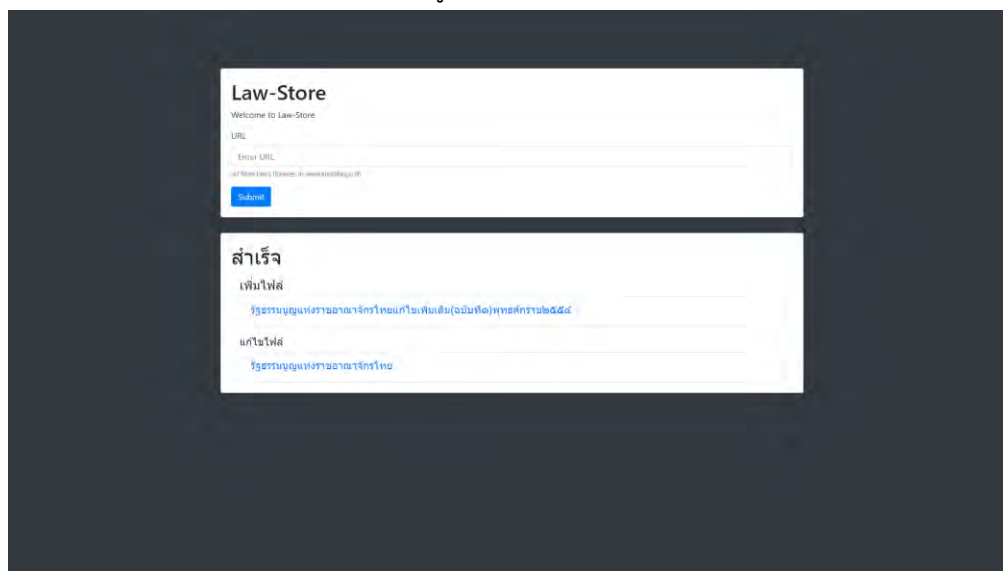 Law-Store
Welcome to Law-Store
URL
Enter URL
Submit
สำเร็จ
เพิ่มไฟล์
รัฐธรรมนูญแห่งราชอาณาจักรไทยแก้ไขเพิ่มเติม(ฉบับที่๑)พุทธศักราช๒๕๕๔
แก้ไขไฟล์
รัฐธรรมนูญแห่งราชอาณาจักรไทย